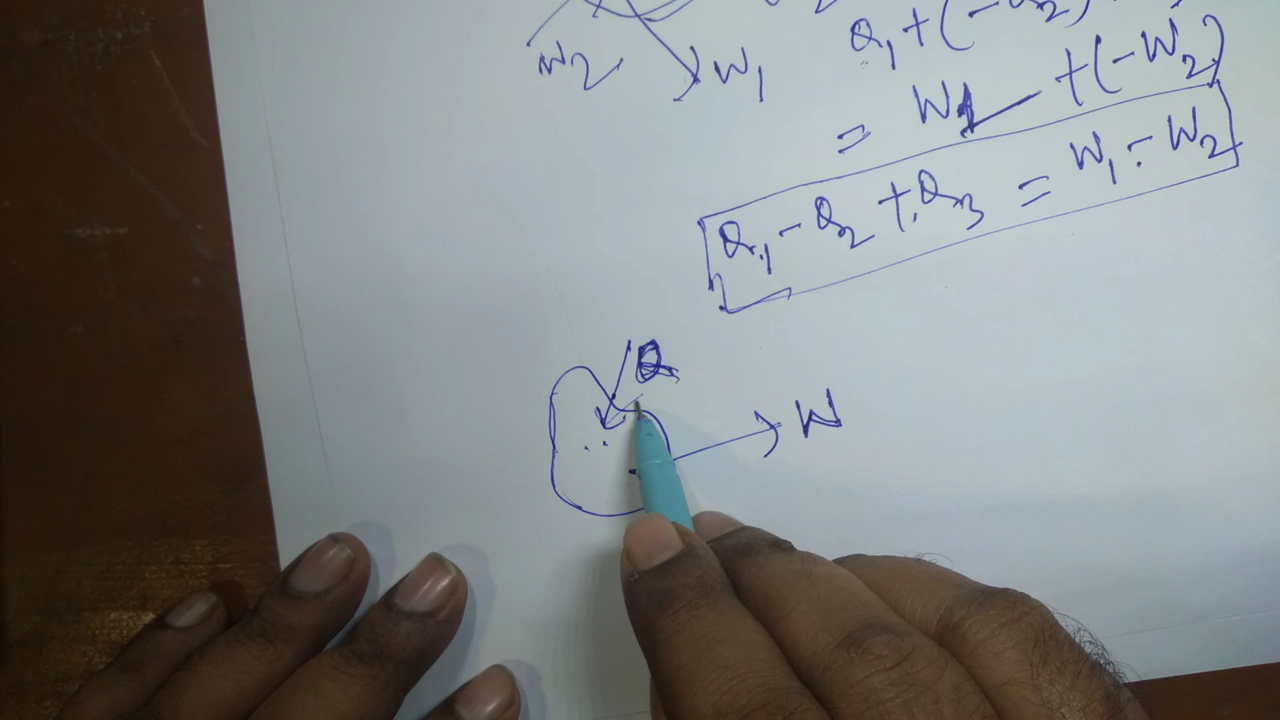 W2 W1
Q1 + (-Q2)
= W1 + (-W2)
Q1 - Q2 + Q3 = W1 - W2
Q
W